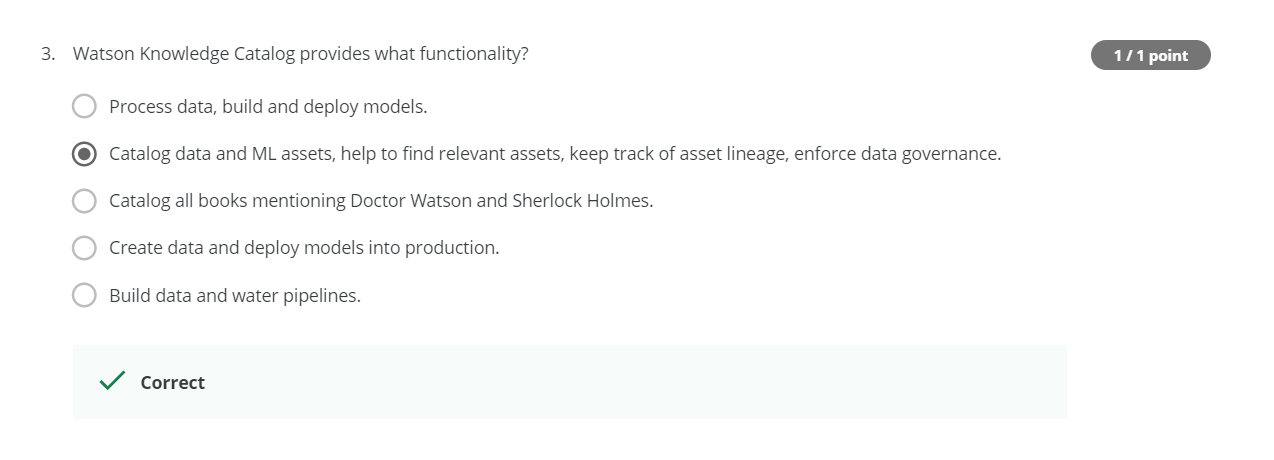 3. Watson Knowledge Catalog provides what functionality?
1 / 1 point
Process data, build and deploy models.
Catalog data and ML assets, help to find relevant assets, keep track of asset lineage, enforce data governance.
Catalog all books mentioning Doctor Watson and Sherlock Holmes.
Create data and deploy models into production.
Build data and water pipelines.
Correct